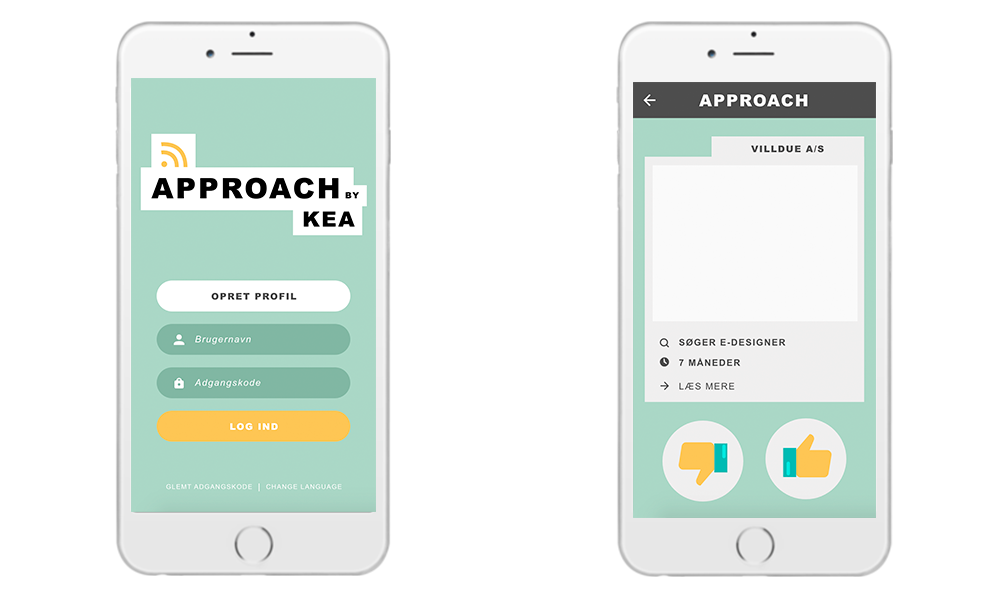 APPROACH BY
KEA
OPRET PROFIL
Brugernavn
Adgangskode
LOG IND
GLEMT ADGANGSKODE | CHANGE LANGUAGE
APPROACH
VILLDUE A/S
SØGER E-DESIGNER
7 MÅNEDER
LÆS MERE